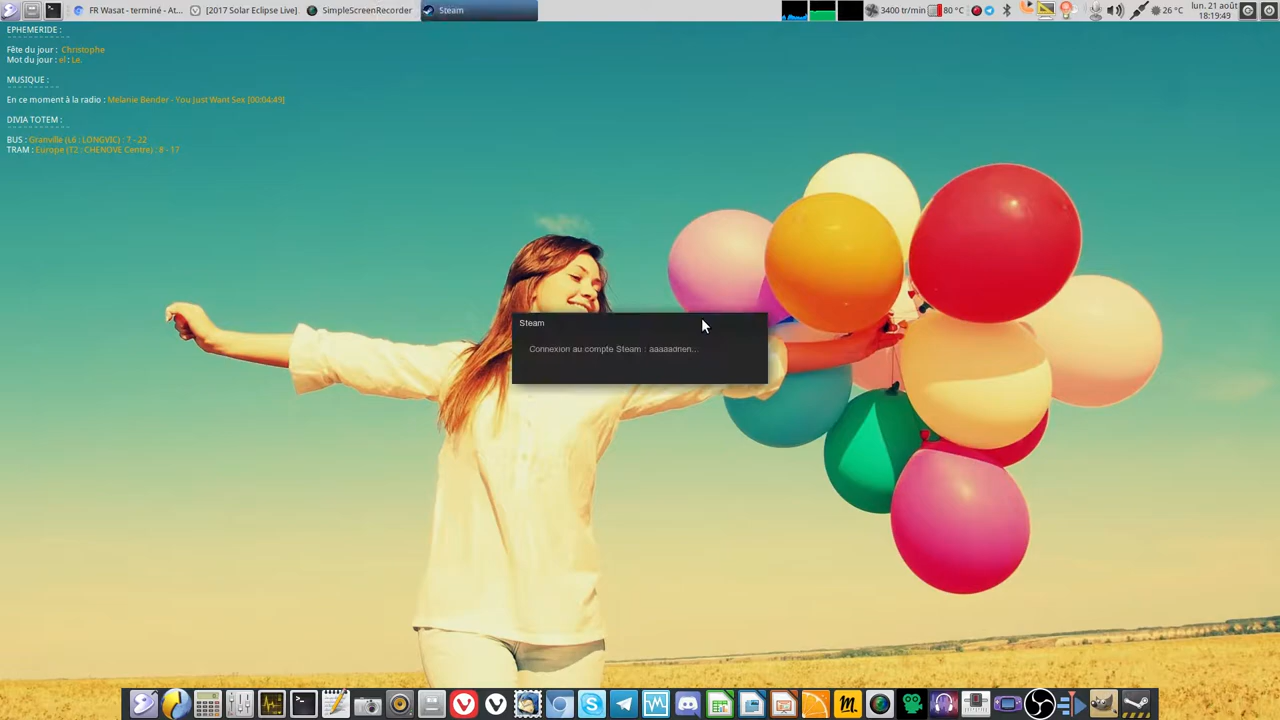 FR Wasat - terminé - At...
[2017 Solar Eclipse Live]
SimpleScreenRecorder
Steam
3400 tr/min
80 °C
26 °C
lun. 21 août
18:19:49
EPHEMERIDE :
Fête du jour : Christophe
Mot du jour : el : Le.
MUSIQUE :
En ce moment à la radio : Mélanie Bender - You Just Want Sex [00:04:49]
DIVIA TOTEM :
BUS : Granville (L6 : LONGVIC) : 7 - 22
TRAM : Europe (T2 : CHENOVE Centre) : 8 - 17
Steam
Connexion au compte Steam : aaaaadrien...